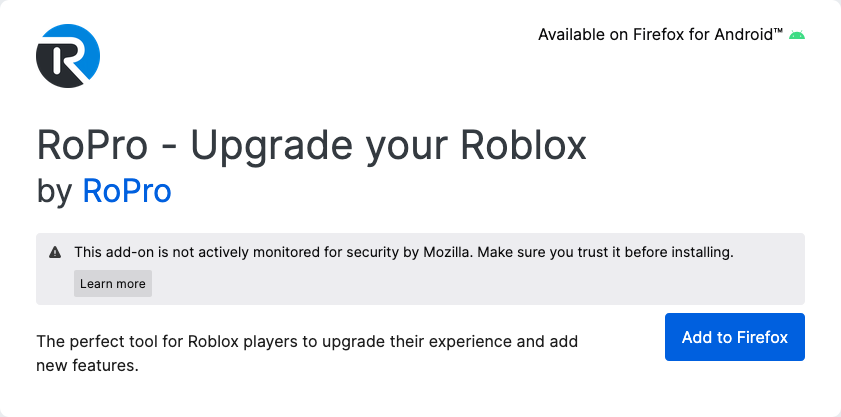 Available on Firefox for Android™
RoPro - Upgrade your Roblox
by RoPro
This add-on is not actively monitored for security by Mozilla. Make sure you trust it before installing.
Learn more
The perfect tool for Roblox players to upgrade their experience and add
new features.
Add to Firefox